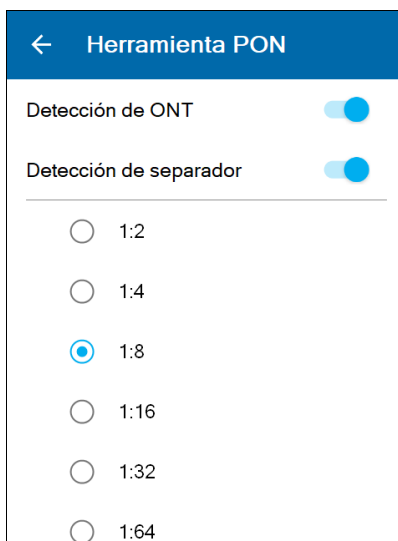 Herramienta PON
Detección de ONT
Detección de separador
1:2
1:4
1:8
1:16
1:32
1:64